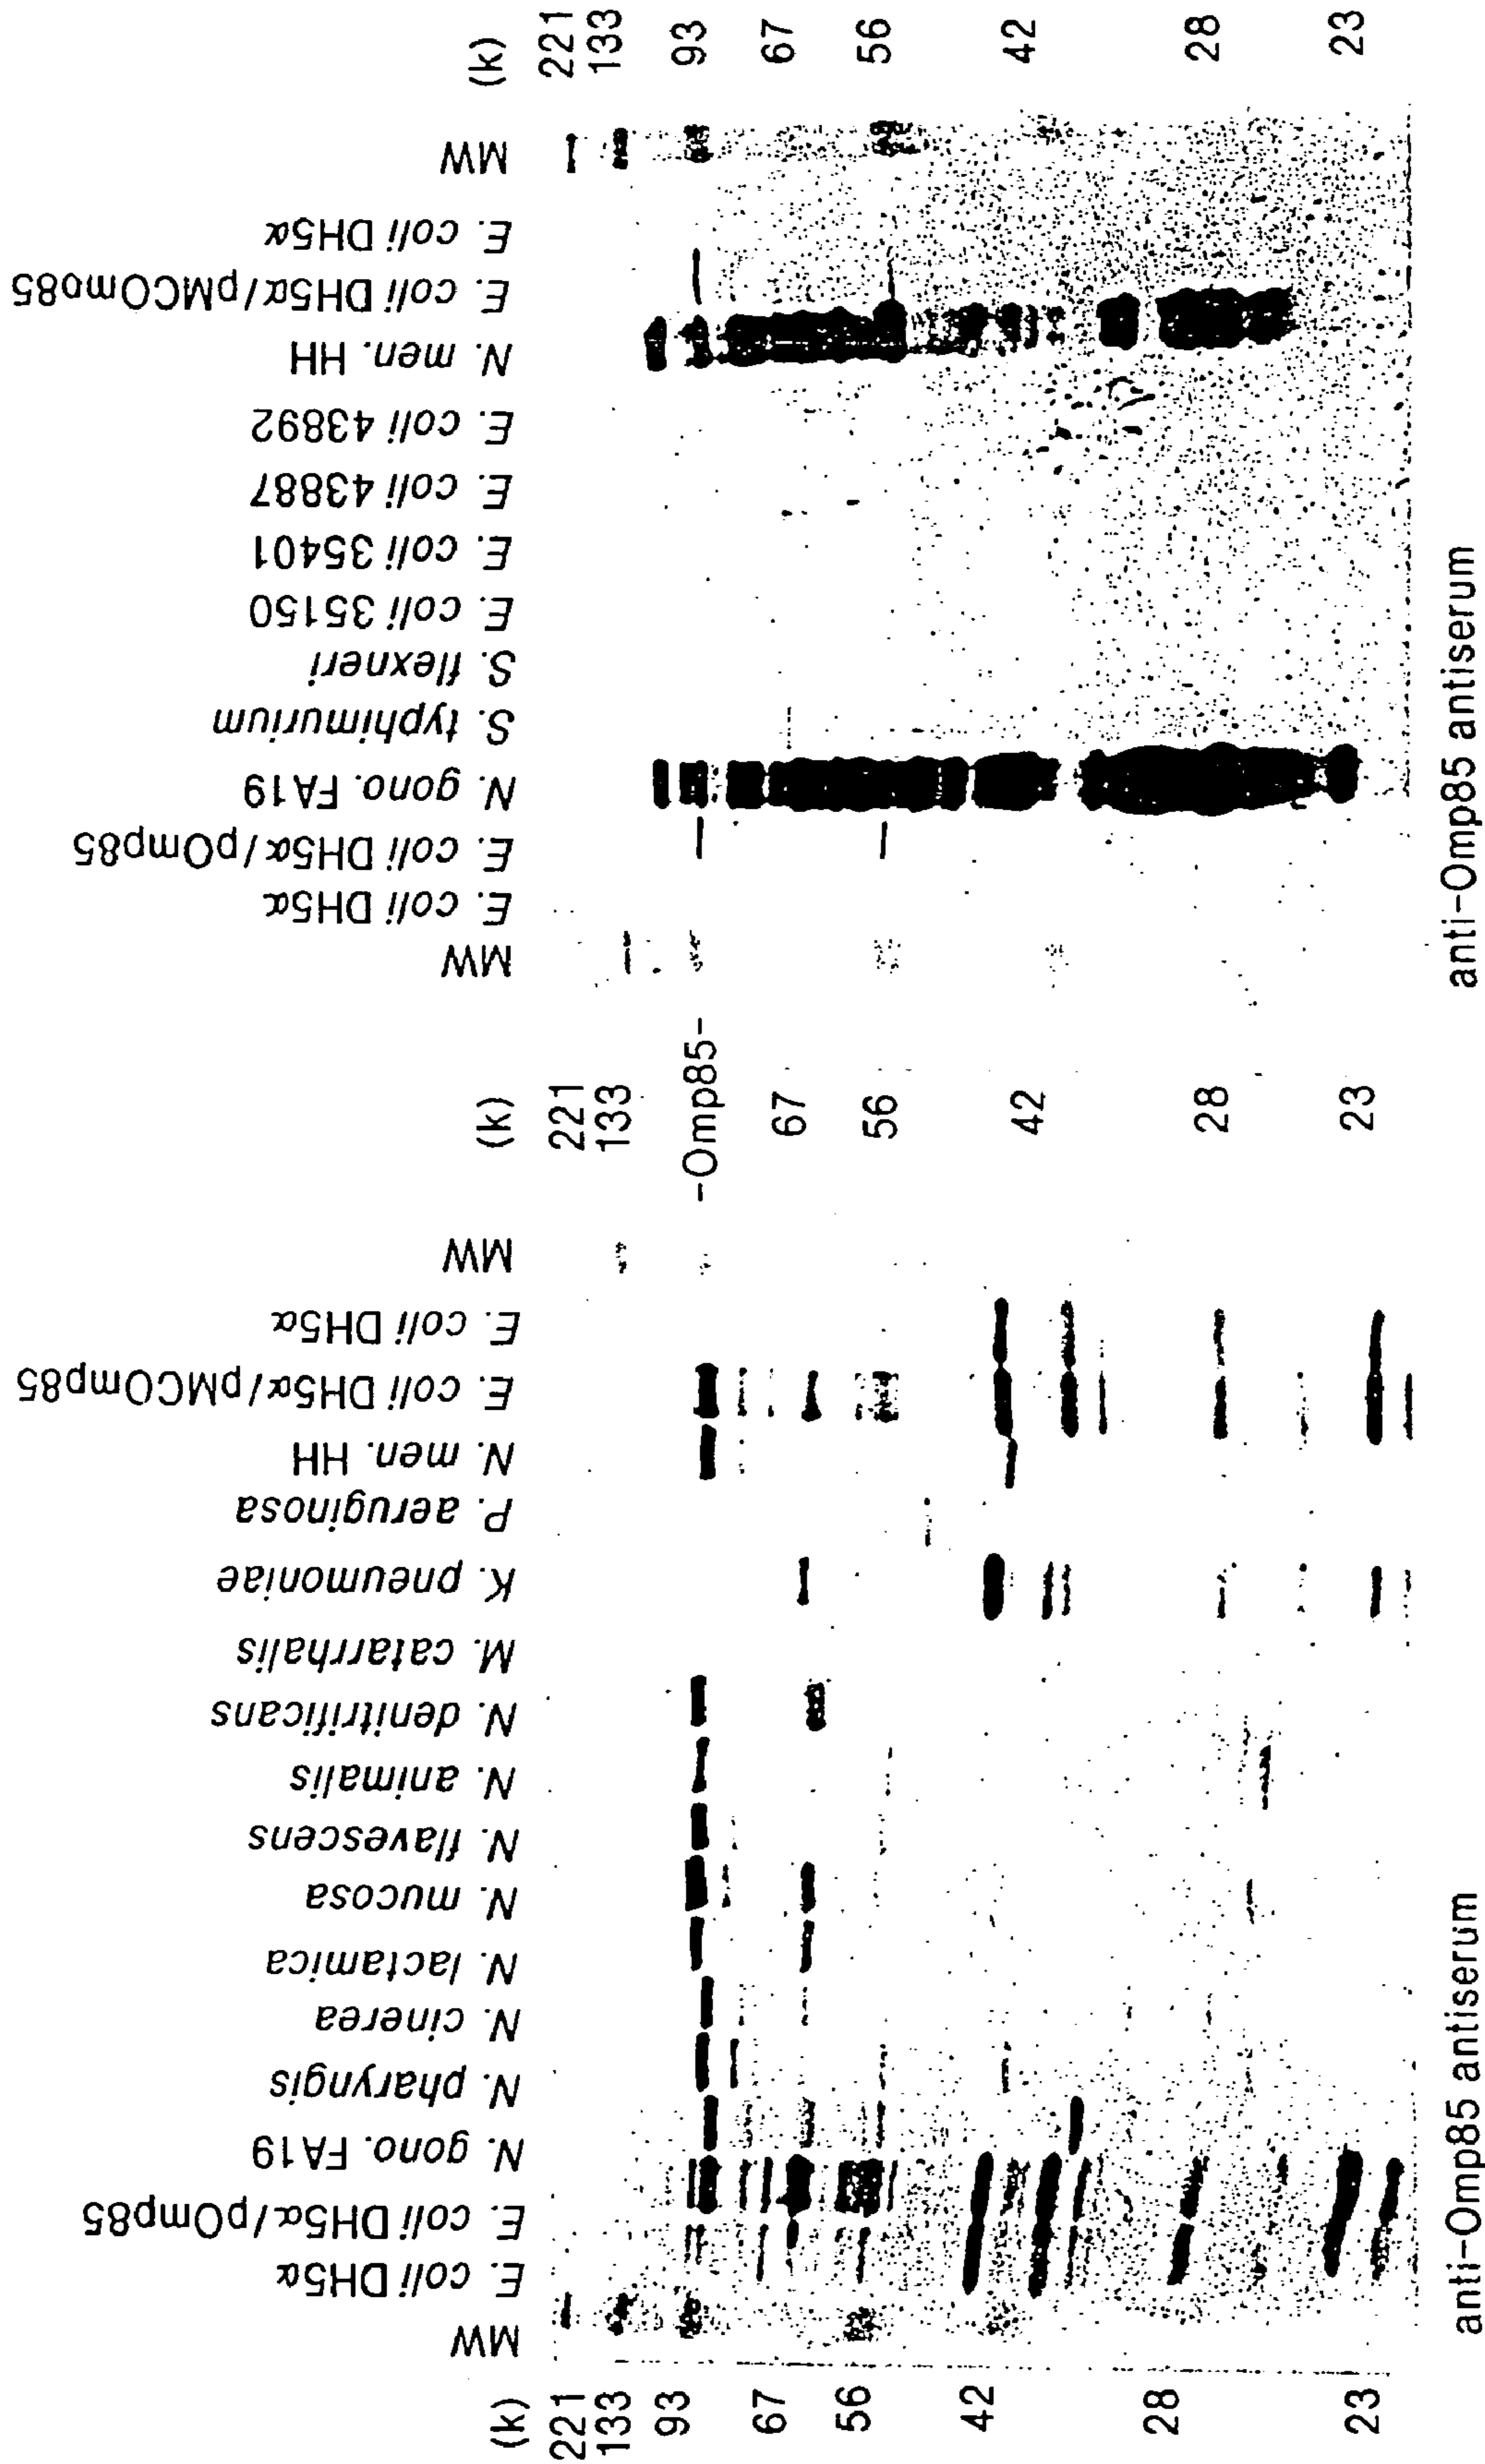 (k)
221
133
93
67
56
42
28
23
MW
E. coli DH5α
E. coli DH5α/pOmp85
N. gono. FA19
N. pharyngis
N. cinerea
N. lactamica
N. mucosa
N. flavescens
N. animalis
N. denitrificans
M. catarrhalis
K. pneumoniae
P. aeruginosa
N. men. HH
E. coli DH5α/pMCOmp85
E. coli DH5α
MW
(k)
221
133
-Omp85-
67
56
42
28
23
anti-Omp85 antiserum
MW
E. coli DH5α
E. coli DH5α/pOmp85
N. gono. FA19
S. typhimurium
S. flexneri
E. coli 35150
E. coli 35401
E. coli 43887
E. coli 43892
N. men. HH
E. coli DH5α/pMCOmo85
E. coli DH5α
MW
(k)
221
133
93
67
56
42
28
23
anti-Omp85 antiserum